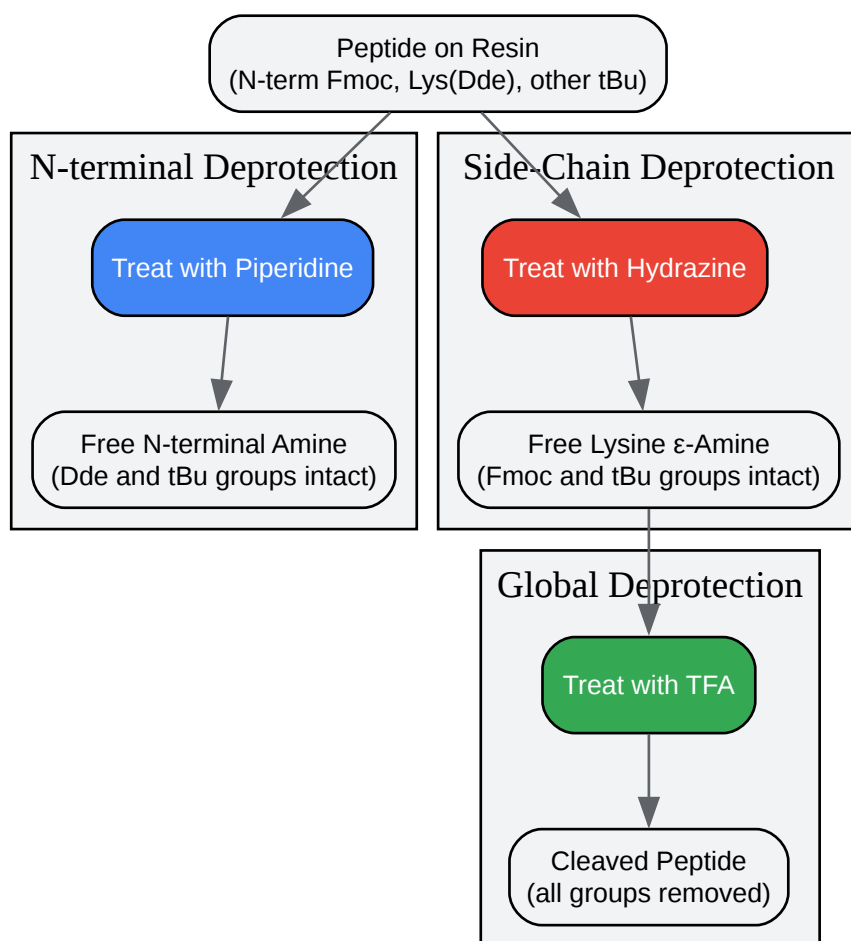 Peptide on Resin
(N-term Fmoc, Lys(Dde), other tBu)
N-terminal Deprotection
Treat with Piperidine
Free N-terminal Amine
(Dde and tBu groups intact)
Side-Chain Deprotection
Treat with Hydrazine
Free Lysine ε-Amine
(Fmoc and tBu groups intact)
Global Deprotection
Treat with TFA
Cleaved Peptide
(all groups removed)